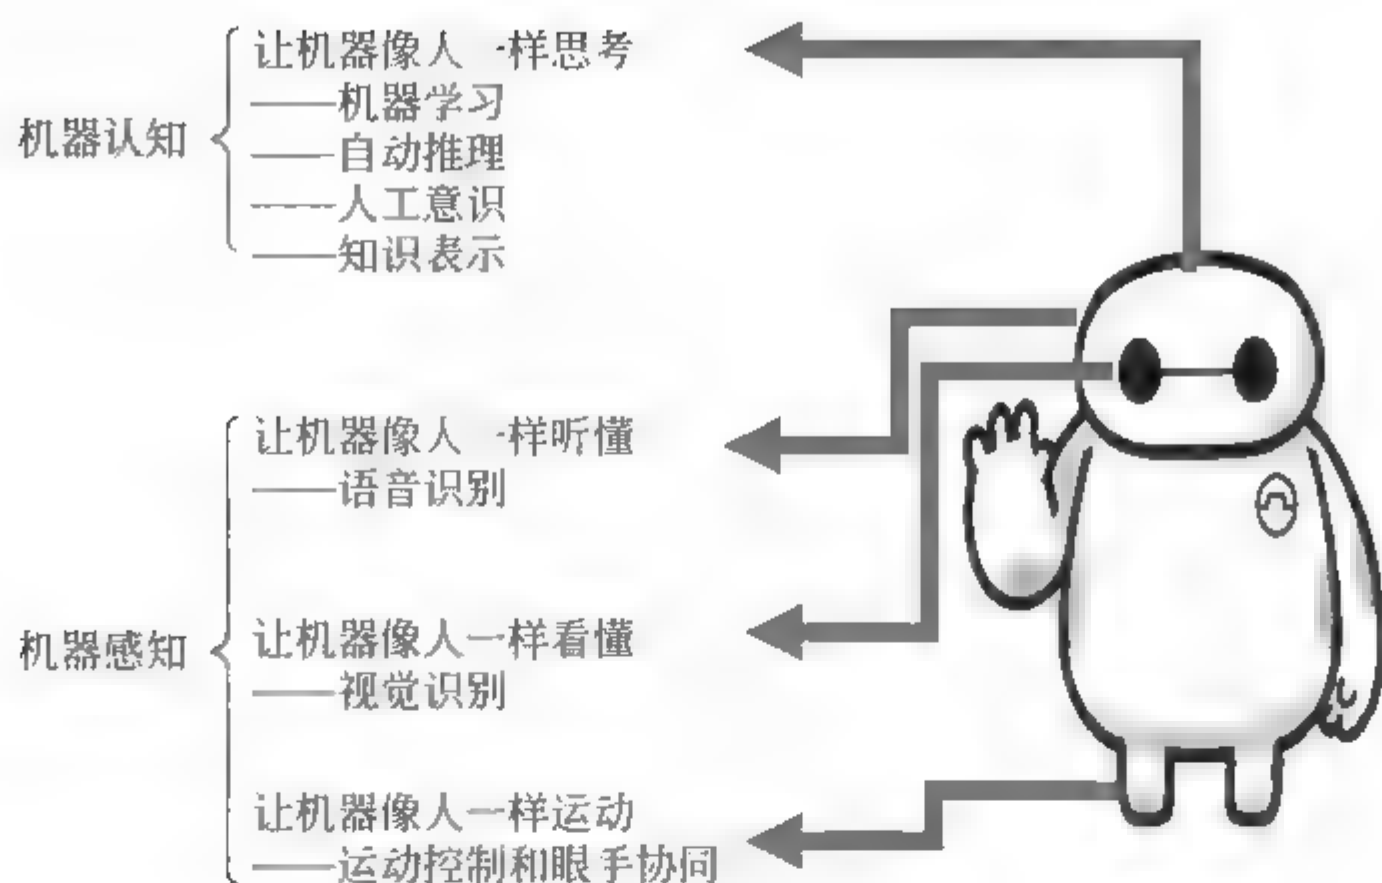 机器认知
让机器像人一样思考
——机器学习
——自动推理
——人工意识
——知识表示
机器感知
让机器像人一样听懂
——语音识别
让机器像人一样看懂
——视觉识别
让机器像人一样运动
——运动控制和眼手协同